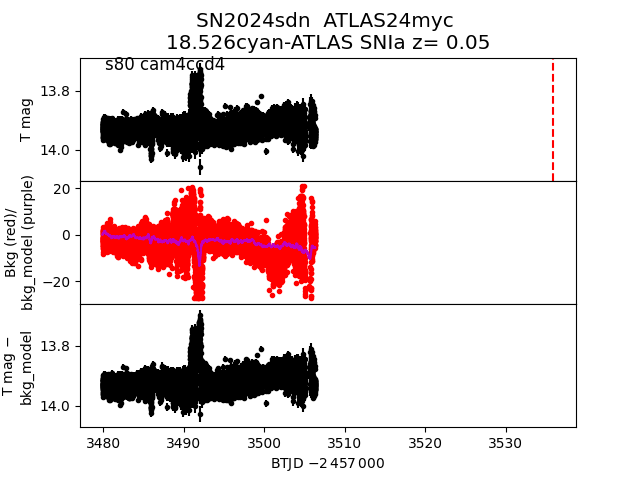 SN2024sdn  ATLAS24myc
18.526cyan-ATLAS SNIa z= 0.05
s80 cam4ccd4
T mag
13.8
14.0
Bkg (red)/
bkg_model (purple)
20
0
−20
T mag −
bkg_model
13.8
14.0
3480 3490 3500 3510 3520 3530
BTJD −2 457 000